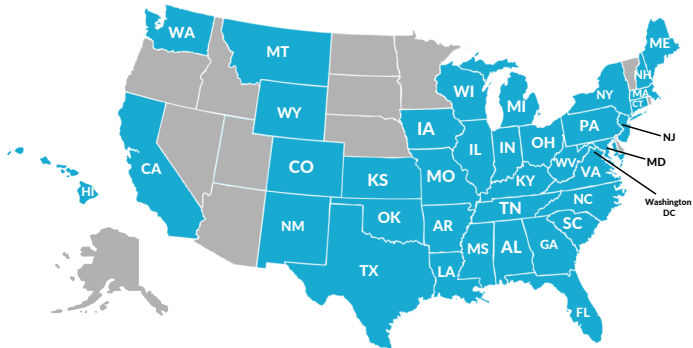 WA
MT
ME
NH
WY
WI
MI
NY
MA
CT
IA
PA
NJ
CA
CO
IL
IN
OH
MD
HI
KS
MO
WV
VA
KY
Washington
DC
NM
OK
AR
TN
NC
SC
MS
AL
GA
TX
LA
FL